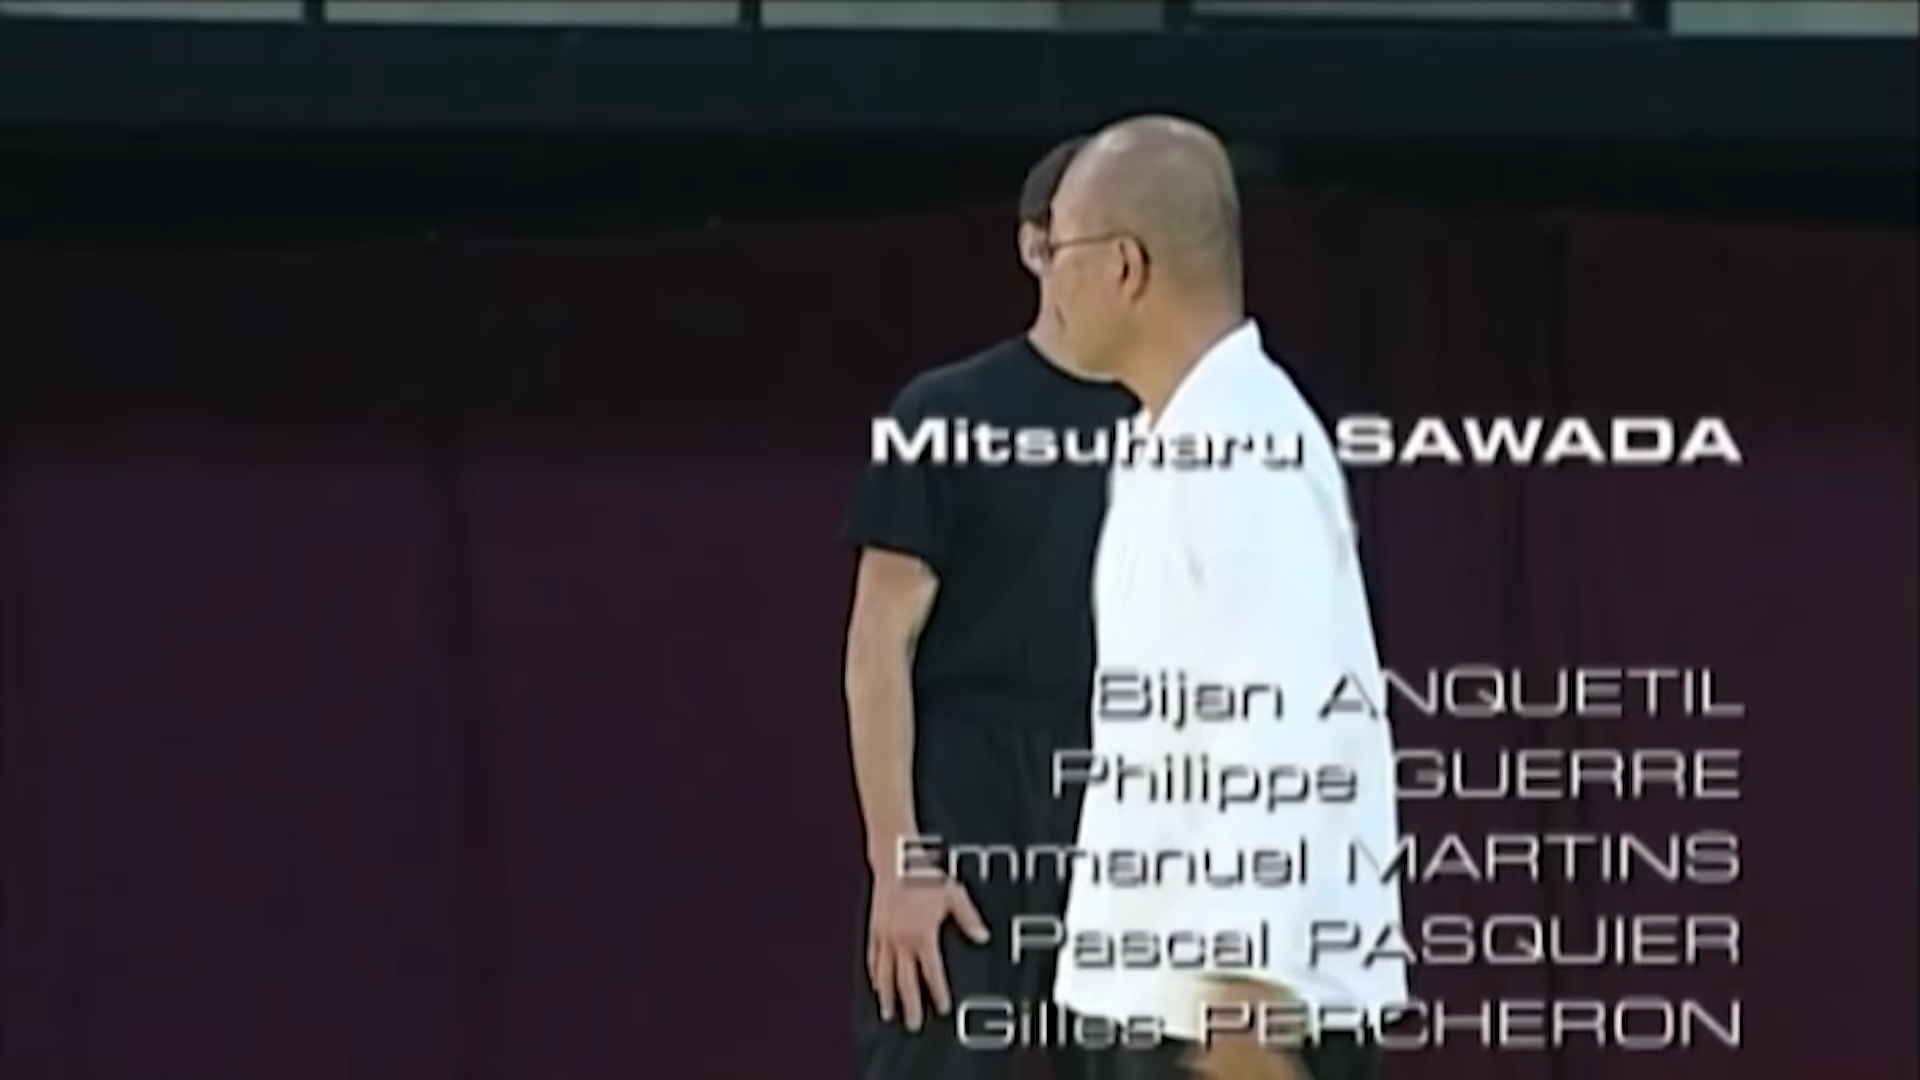 Mitsuharu SAWADA
Bijan ANQUETIL
Philippe GUERRE
Emmanuel MARTINS
Pascal PASQUIER
Gilles PERCHERON